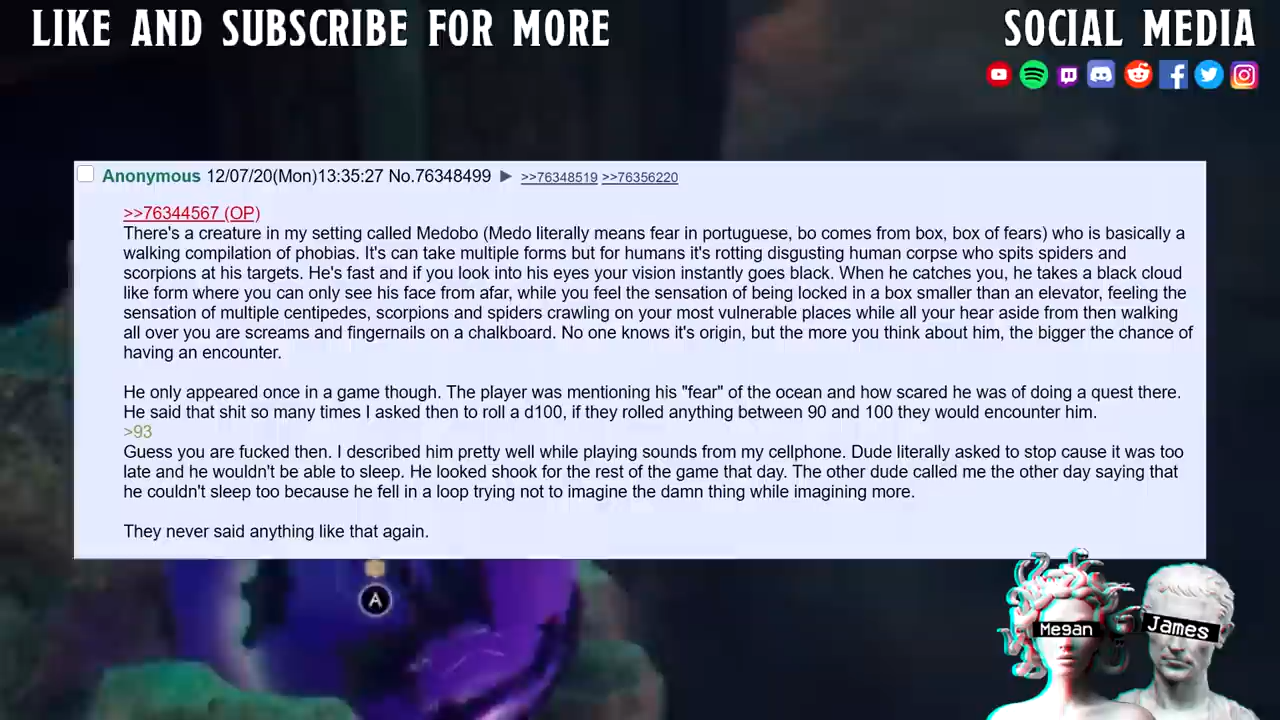 LIKE AND SUBSCRIBE FOR MORE
SOCIAL MEDIA
Anonymous 12/07/20(Mon)13:35:27 No.76348499 ▶ >>76348519 >>76356220
>>76344567 (OP)
There's a creature in my setting called Medobo (Medo literally means fear in portuguese, bo comes from box, box of fears) who is basically a
walking compilation of phobias. It's can take multiple forms but for humans it's rotting disgusting human corpse who spits spiders and
scorpions at his targets. He's fast and if you look into his eyes your vision instantly goes black. When he catches you, he takes a black cloud
like form where you can only see his face from afar, while you feel the sensation of being locked in a box smaller than an elevator, feeling the
sensation of multiple centipedes, scorpions and spiders crawling on your most vulnerable places while all your hear aside from then walking
all over you are screams and fingernails on a chalkboard. No one knows it's origin, but the more you think about him, the bigger the chance of
having an encounter.
He only appeared once in a game though. The player was mentioning his "fear" of the ocean and how scared he was of doing a quest there.
He said that shit so many times I asked then to roll a d100, if they rolled anything between 90 and 100 they would encounter him.
>93
Guess you are fucked then. I described him pretty well while playing sounds from my cellphone. Dude literally asked to stop cause it was too
late and he wouldn't be able to sleep. He looked shook for the rest of the game that day. The other dude called me the other day saying that
he couldn't sleep too because he fell in a loop trying not to imagine the damn thing while imagining more.
They never said anything like that again.
A
Megan
James